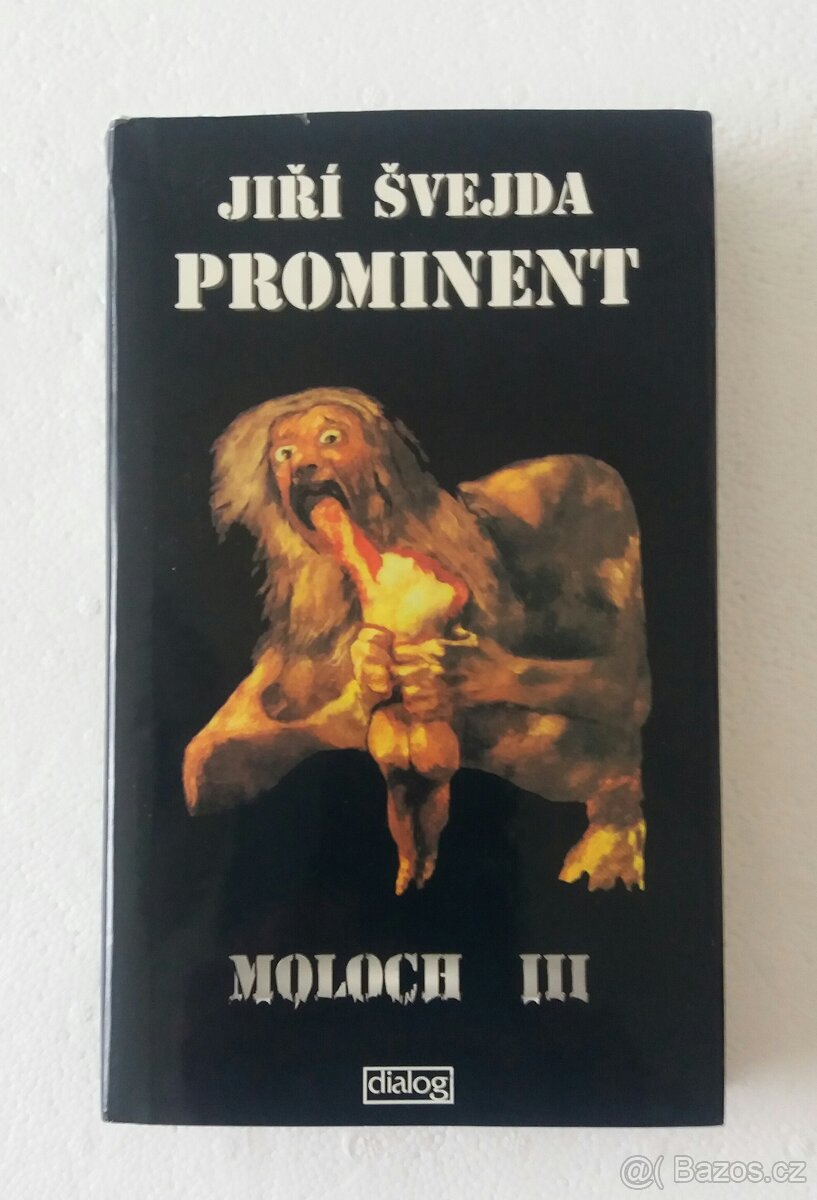 JIŘÍ ŠVEJDA
PROMINENT
MOLOCH III
dialog
@( Bazos.cz